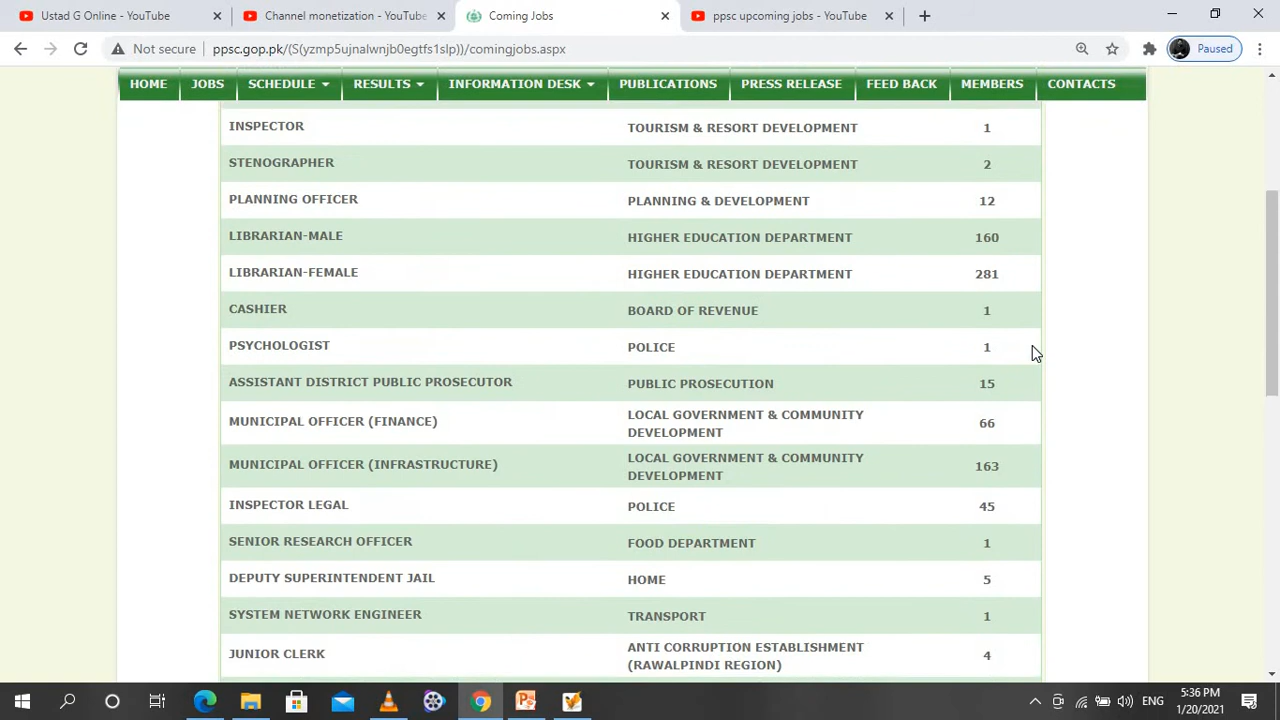 Ustad G Online - YouTube
Channel monetization - YouTube
Coming Jobs
ppsc upcoming jobs - YouTube
Not secure ppsc.gop.pk/(S(yzmp5ujnalwnjb0egtfs1slp))/comingjobs.aspx
Paused
HOME JOBS SCHEDULE RESULTS INFORMATION DESK PUBLICATIONS PRESS RELEASE FEED BACK MEMBERS CONTACTS
INSPECTOR TOURISM & RESORT DEVELOPMENT 1
STENOGRAPHER TOURISM & RESORT DEVELOPMENT 2
PLANNING OFFICER PLANNING & DEVELOPMENT 12
LIBRARIAN-MALE HIGHER EDUCATION DEPARTMENT 160
LIBRARIAN-FEMALE HIGHER EDUCATION DEPARTMENT 281
CASHIER BOARD OF REVENUE 1
PSYCHOLOGIST POLICE 1
ASSISTANT DISTRICT PUBLIC PROSECUTOR PUBLIC PROSECUTION 15
MUNICIPAL OFFICER (FINANCE) LOCAL GOVERNMENT & COMMUNITY
DEVELOPMENT 66
MUNICIPAL OFFICER (INFRASTRUCTURE) LOCAL GOVERNMENT & COMMUNITY
DEVELOPMENT 163
INSPECTOR LEGAL POLICE 45
SENIOR RESEARCH OFFICER FOOD DEPARTMENT 1
DEPUTY SUPERINTENDENT JAIL HOME 5
SYSTEM NETWORK ENGINEER TRANSPORT 1
JUNIOR CLERK ANTI CORRUPTION ESTABLISHMENT
(RAWALPINDI REGION) 4
ENG
5:36 PM
1/20/2021